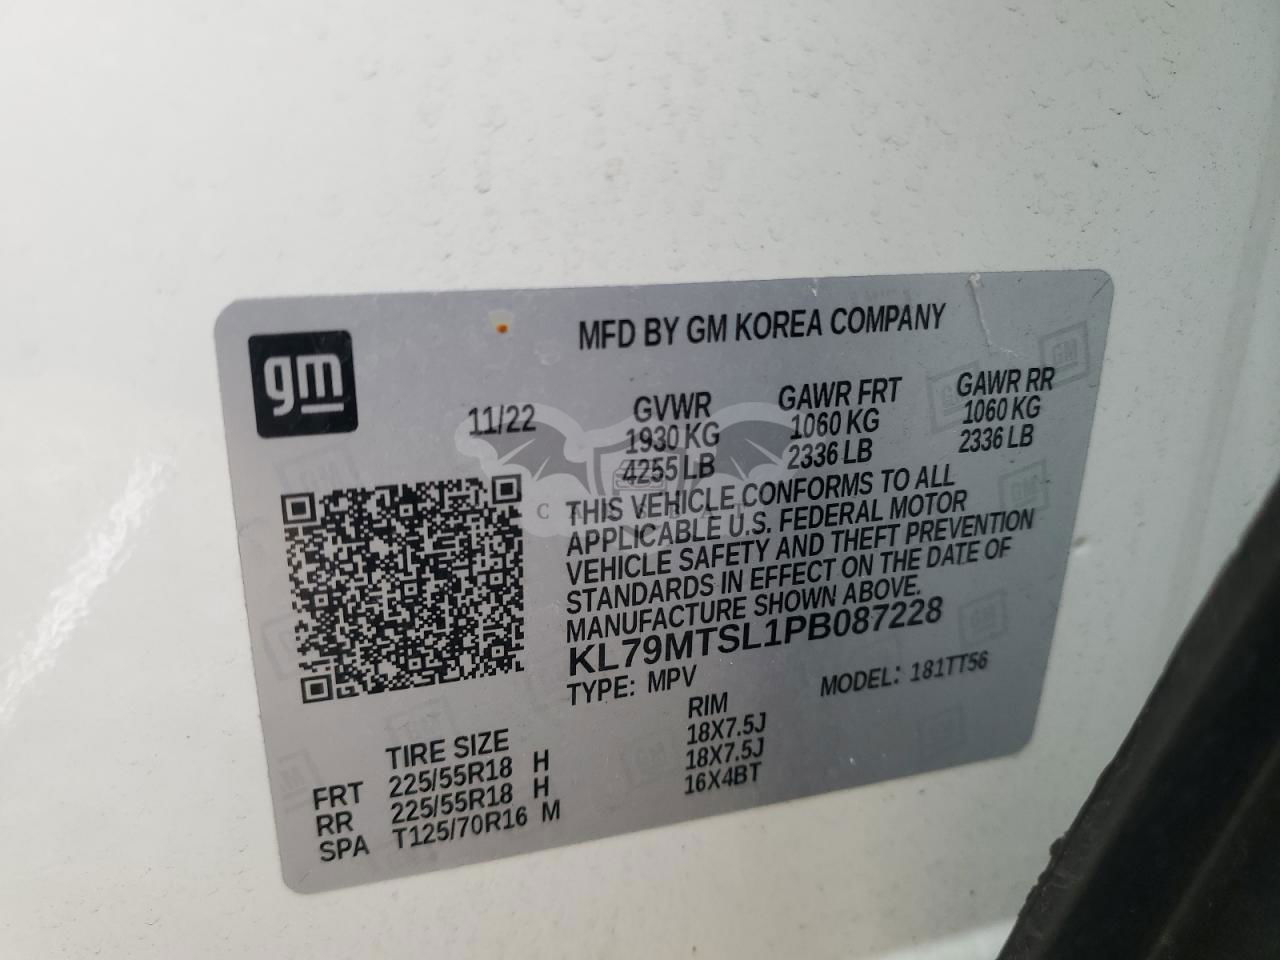 gm
MFD BY GM KOREA COMPANY
11/22 GVWR GAWR FRT GAWR RR
1930 KG 1060 KG 1060 KG
4255 LB 2336 LB 2336 LB
THIS VEHICLE CONFORMS TO ALL
APPLICABLE U.S. FEDERAL MOTOR
VEHICLE SAFETY AND THEFT PREVENTION
STANDARDS IN EFFECT ON THE DATE OF
MANUFACTURE SHOWN ABOVE.
KL79MTSL1PB087228
TYPE: MPV MODEL: 181TT56
TIRE SIZE RIM
FRT 225/55R18 H 18X7.5J
RR 225/55R18 H 18X7.5J
SPA T125/70R16 M 16X4BT